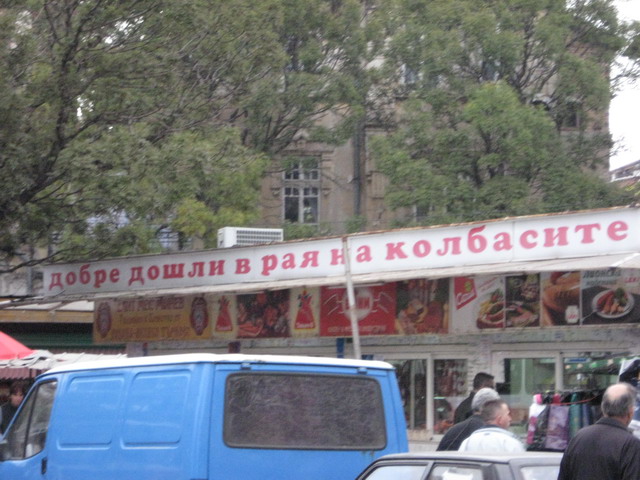 добре дошли в рая на колбасите